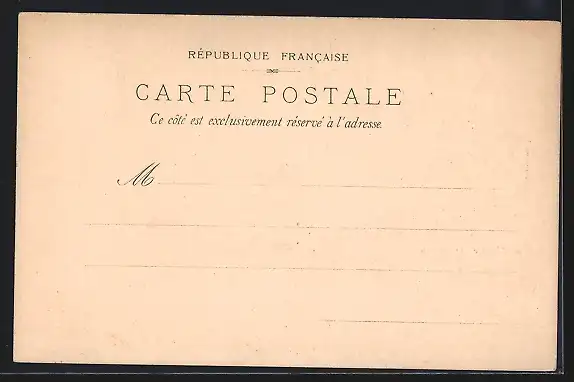 RÉPUBLIQUE FRANÇAISE
CARTE POSTALE
Ce côté est exclusivement réservé à l'adresse.
M